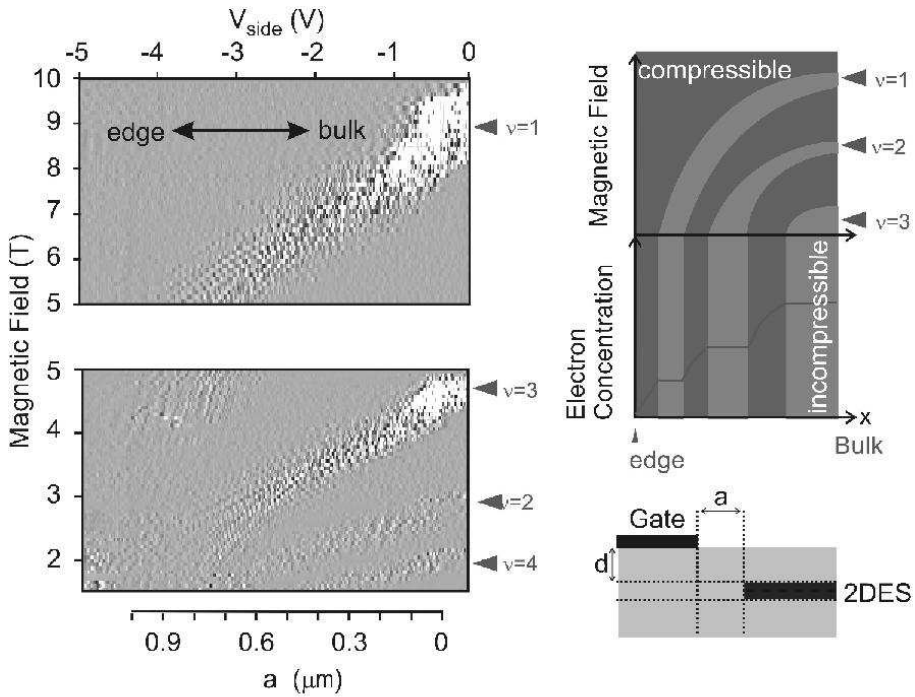 V_side (V)
-5 -4 -3 -2 -1 0
Magnetic Field (T)
10
9
8
7
6
5
edge bulk
ν=1
5
4
3
2
ν=3
ν=2
ν=4
0.9 0.6 0.3 0
a (μm)
Magnetic Field
compressible
ν=1
ν=2
ν=3
Electron
Concentration
incompressible
x
edge
Bulk
a
Gate
d
2DES